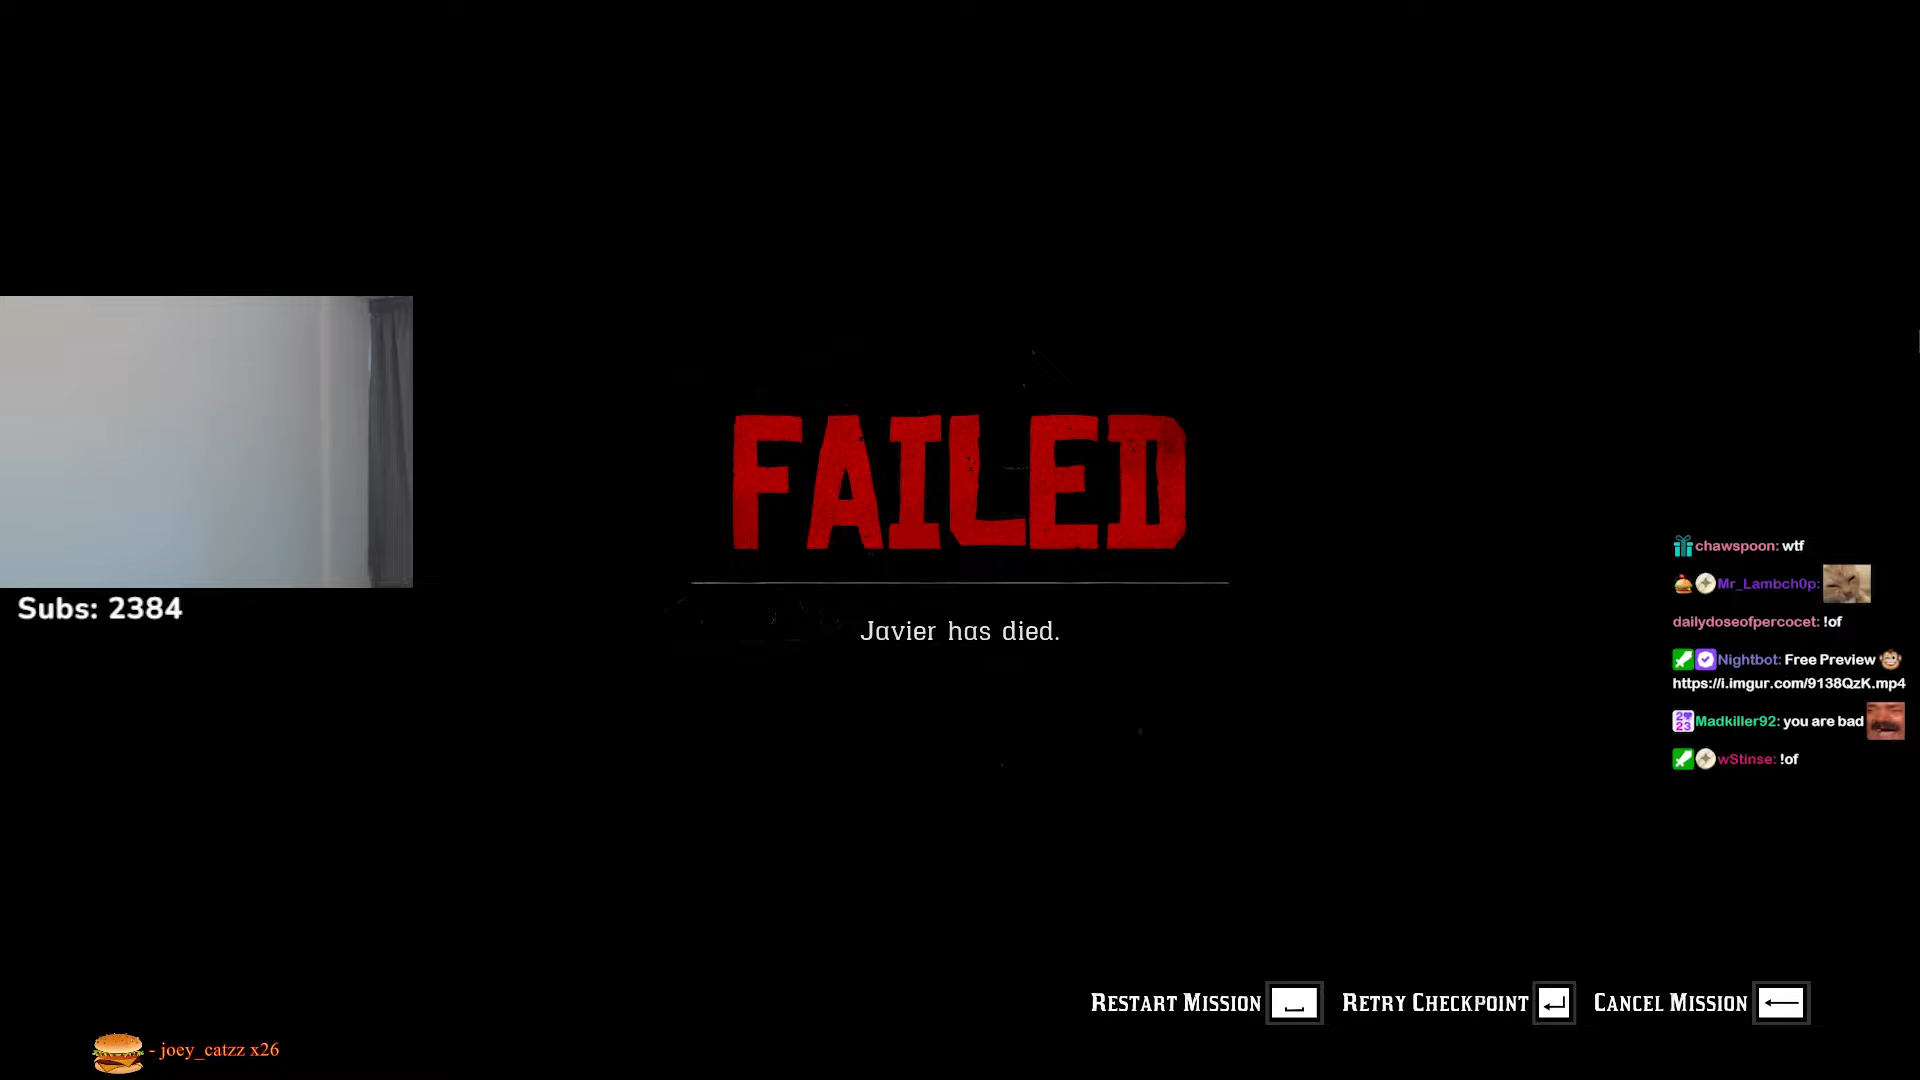 FAILED
Javier has died.
Subs: 2384
chawspoon: wtf
Mr_Lambch0p:
dailydoseofpercocet: !of
Nightbot: Free Preview
https://i.imgur.com/9138QzK.mp4
Madkiller92: you are bad
wStinse: !of
RESTART MISSION RETRY CHECKPOINT CANCEL MISSION
- joey_catzz x26